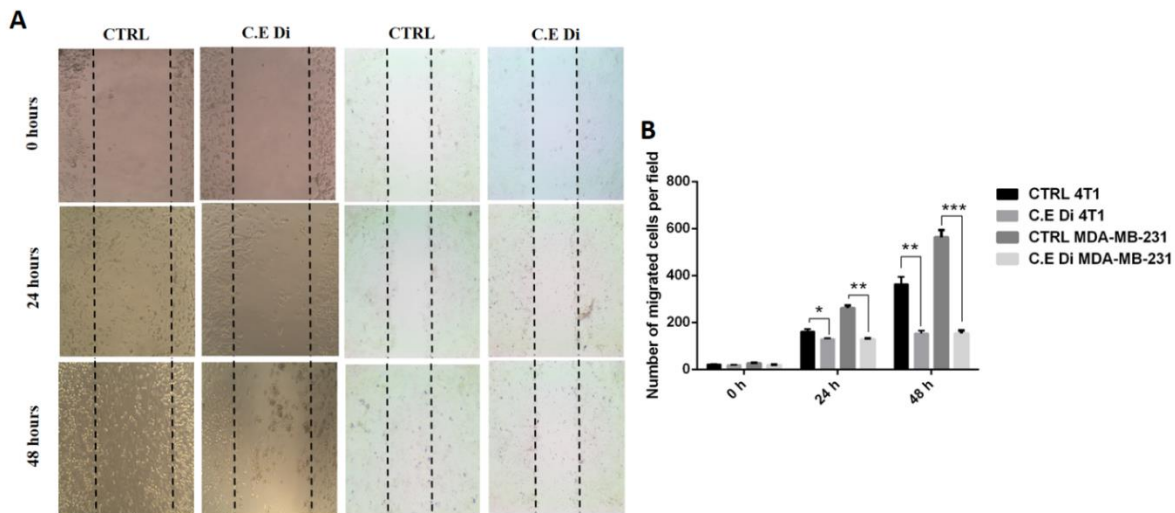 A
CTRL
C.E Di
CTRL
C.E Di
0 hours
24 hours
48 hours
B
Number of migrated cells per field
800
600
400
200
0
*
**
**
***
0 h
24 h
48 h
CTRL 4T1
C.E Di 4T1
CTRL MDA-MB-231
C.E Di MDA-MB-231